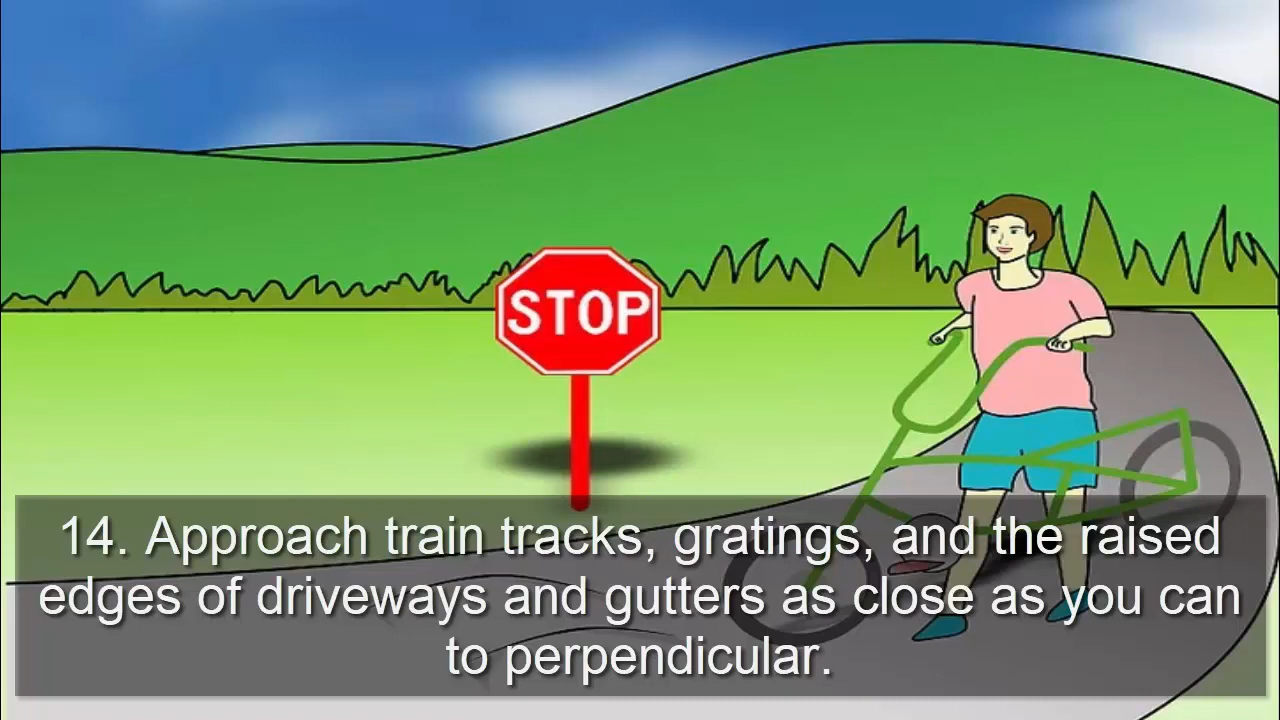 STOP
14. Approach train tracks, gratings, and the raised
edges of driveways and gutters as close as you can
to perpendicular.